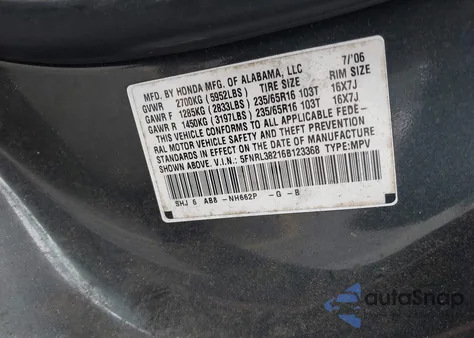 MFD. BY HONDA MFG. OF ALABAMA, LLC 7/'06
GVWR 2700KG (5952LBS) TIRE SIZE RIM SIZE
GAWR F 1285KG (2833LBS) 235/65R16 103T 16X7J
GAWR R 1450KG (3197LBS) 235/65R16 103T 16X7J
THIS VEHICLE CONFORMS TO ALL APPLICABLE FEDE-
RAL MOTOR VEHICLE SAFETY AND THEFT PREVENTION
STANDARDS IN EFFECT ON THE DATE OF MANUFACTURE
SHOWN ABOVE. V.I.N.: 5FNRL38216B123368 TYPE:MPV
SHJ 6 AB8 -NH662P -G -B
autoSnap